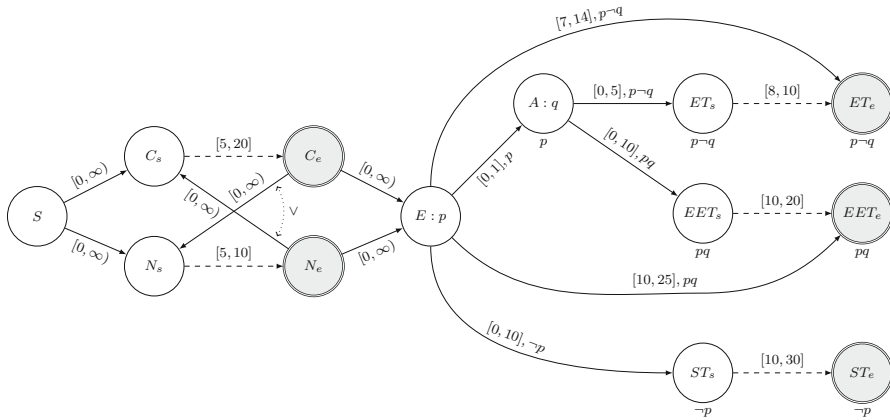 [7, 14], p¬q
A : q
p
[0, 5], p¬q
ET_s
p¬q
[8, 10]
ET_e
p¬q
[0, 10], pq
[0, 1], p
S
[0, ∞)
[0, ∞)
C_s
[5, 20]
C_e
[0, ∞)
[0, ∞)
∨
N_s
[5, 10]
N_e
[0, ∞)
[0, ∞)
E : p
EET_s
pq
[10, 20]
EET_e
pq
[10, 25], pq
[0, 10], ¬p
ST_s
¬p
[10, 30]
ST_e
¬p